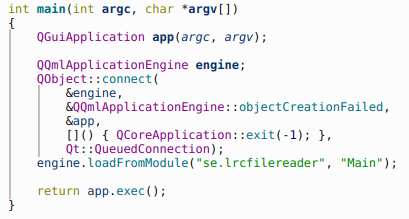 int main(int argc, char *argv[])
{
    QGuiApplication app(argc, argv);

    QQmlApplicationEngine engine;
    QObject::connect(
        &engine,
        &QQmlApplicationEngine::objectCreationFailed,
        &app,
        []() { QCoreApplication::exit(-1); },
        Qt::QueuedConnection);
    engine.loadFromModule("se.lrcfilereader", "Main");

    return app.exec();
}